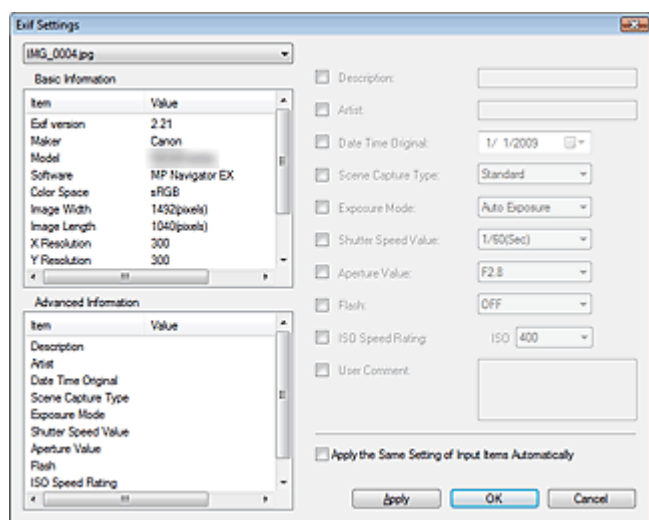 Exif Settings
IMG_0004.jpg
Basic Information
Item Value
Exif version 2.21
Maker Canon
Model
Software MP Navigator EX
Color Space sRGB
Image Width 1492(pixels)
Image Length 1040(pixels)
X Resolution 300
Y Resolution 300
Advanced Information
Item Value
Description
Artist
Date Time Original
Scene Capture Type
Exposure Mode
Shutter Speed Value
Aperture Value
Flash
ISO Speed Rating
Description:
Artist:
Date Time Original: 1/ 1/2009
Scene Capture Type: Standard
Exposure Mode: Auto Exposure
Shutter Speed Value: 1/60(Sec)
Aperture Value: F2.8
Flash: OFF
ISO Speed Rating: ISO 400
User Comment:
Apply the Same Setting of Input Items Automatically
Apply OK Cancel